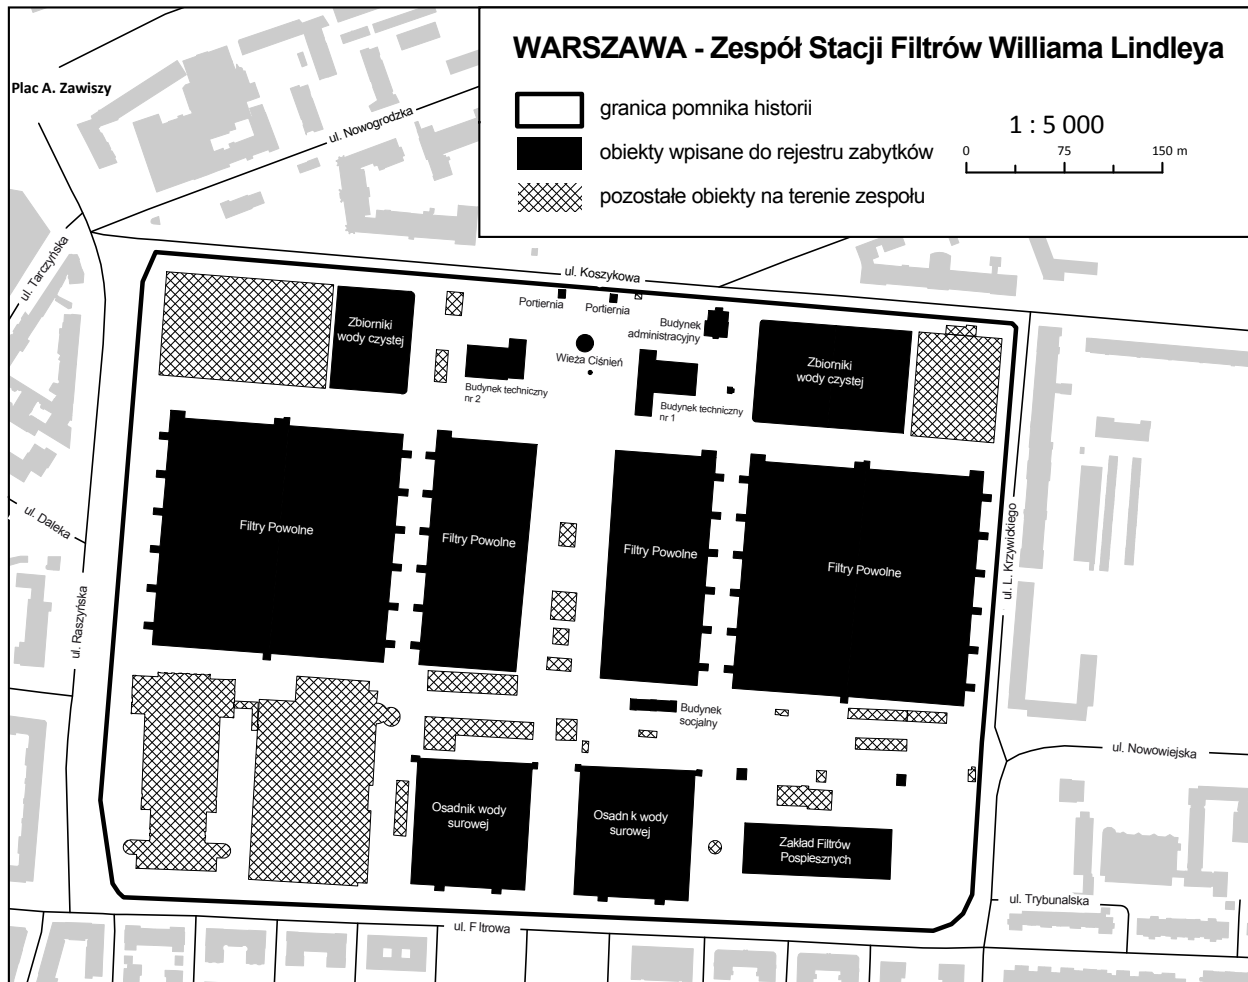 WARSZAWA - Zespół Stacji Filtrów Williama Lindleya
granica pomnika historii
obiekty wpisane do rejestru zabytków
pozostałe obiekty na terenie zespołu
1 : 5 000
0 75 150 m
Plac A. Zawiszy
ul. Nowogrodzka
ul. Tarczyńska
ul. Koszykowa
Portiernia
Portiernia
Zbiorniki
wody czystej
Budynek
administracyjny
Wieża Ciśnień
Zbiorniki
wody czystej
Budynek techniczny
nr 2
Budynek techniczny
nr 1
ul. Daleka
Filtry Powolne
Filtry Powolne
Filtry Powolne
Filtry Powolne
ul. L. Krzywickiego
ul. Raszyńska
Budynek
socjalny
ul. Nowowiejska
Osadnik wody
surowej
Osadn k wody
surowej
Zakład Filtrów
Pospiesznych
ul. Trybunalska
ul. F ltrowa